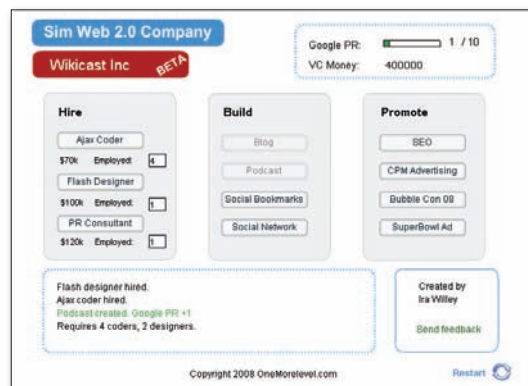 Sim Web 2.0 Company
Wikicast Inc BETA
Google PR: 1 / 10
VC Money: 400000
Hire
Ajax Coder
$70k Employed: 4
Flash Designer
$100k Employed: 1
PR Consultant
$120k Employed: 1
Build
Blog
Podcast
Social Bookmarks
Social Network
Promote
SEO
CPM Advertising
Bubble Con 08
SuperBowl Ad
Flash designer hired.
Ajax coder hired.
Podcast created. Google PR +1
Requires 4 coders, 2 designers.
Created by
Ira Willey
Send feedback
Copyright 2008 OneMorelevel.com
Restart